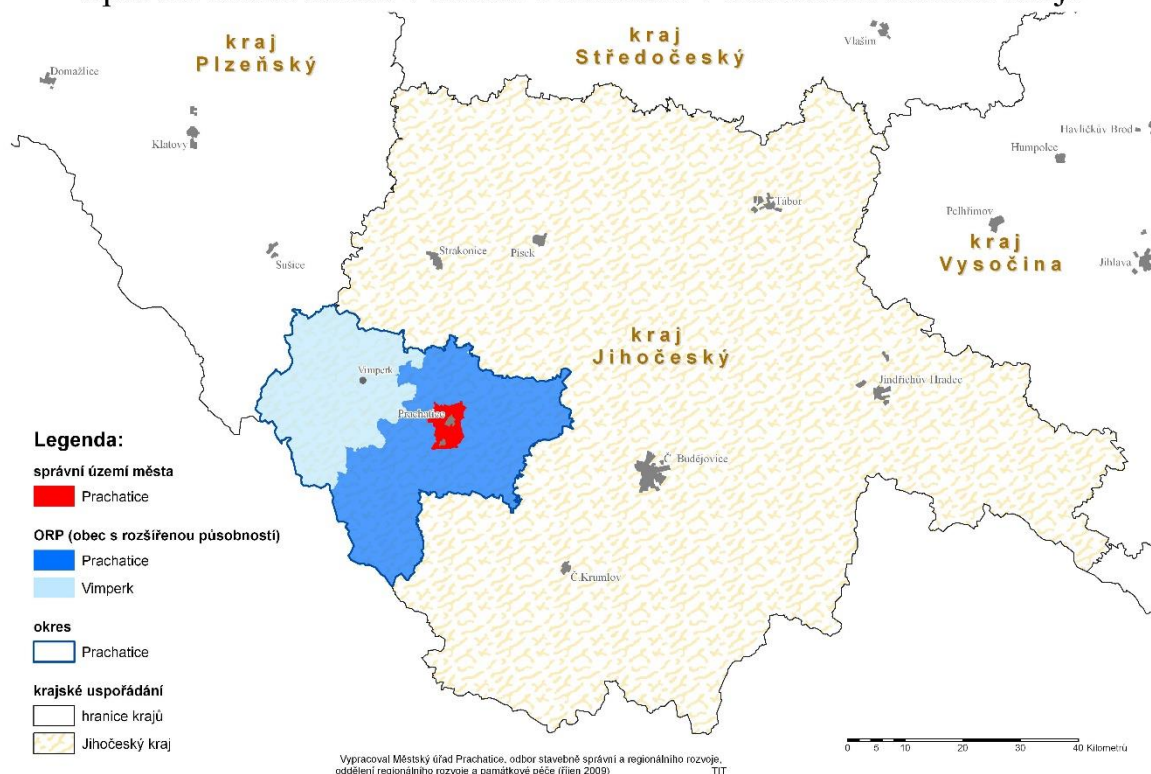 kraj
Plzeňský
kraj
Středočeský
Vlašim
Domažlice
Klatovy
Havlíčkův Brod
Humpolec
Tábor
Pelhřimov
kraj
Vysočina
Jihlava
Strakonice
Písek
Sušice
kraj
Jihočeský
Vimperk
Jindřichův Hradec
Prachatice
Č. Budějovice
Č.Krumlov
Legenda:
správní území města
Prachatice
ORP (obec s rozšířenou působností)
Prachatice
Vimperk
okres
Prachatice
krajské uspořádání
hranice krajů
Jihočeský kraj
0 5 10 20 30 40 Kilometrů
Vypracoval Městský úřad Prachatice, odbor stavebně správní a regionálního rozvoje,
oddělení regionálního rozvoje a památkové péče (říjen 2009) TIT